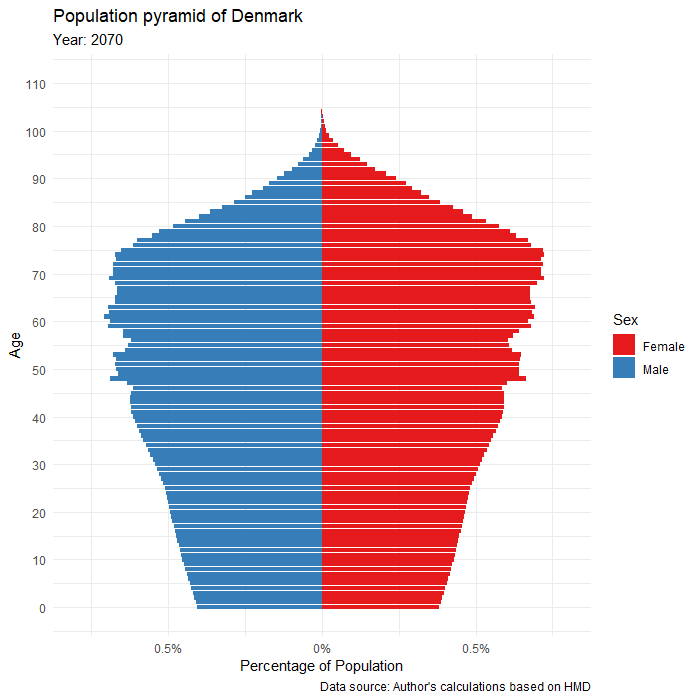 Population pyramid of Denmark
Year: 2070
110
100
90
80
70
60
50
40
30
20
10
0
Age
0.5%
0%
0.5%
Percentage of Population
Sex
Female
Male
Data source: Author's calculations based on HMD